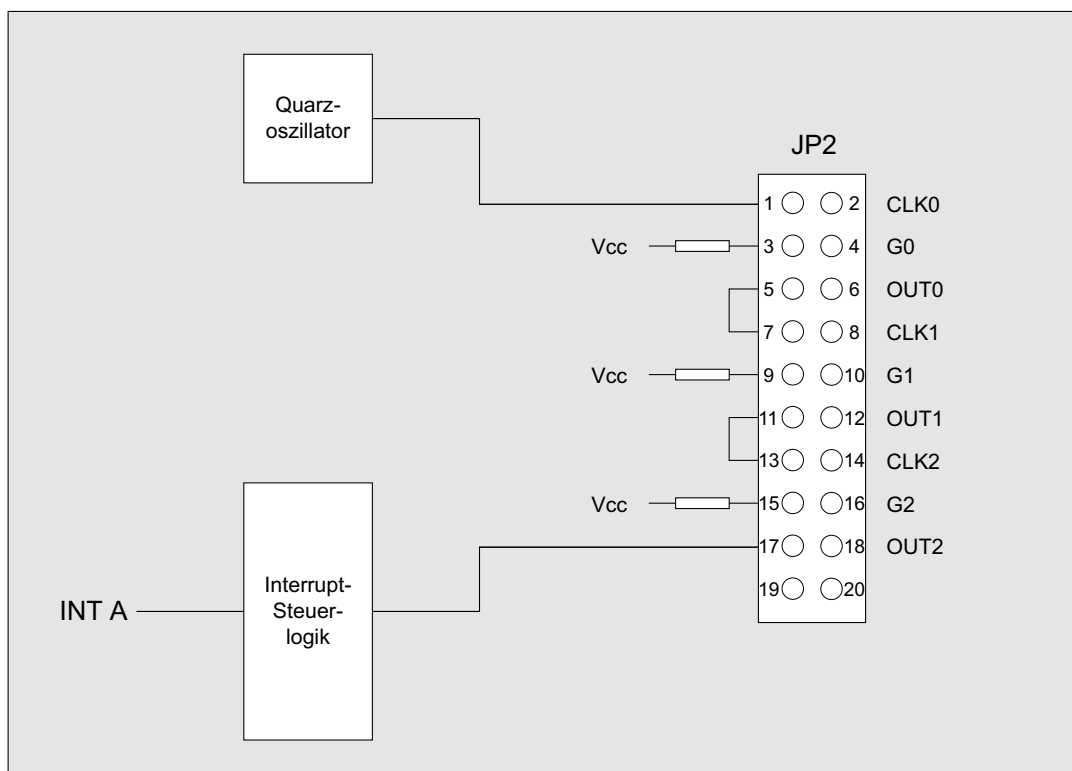 Quarz-
oszillator
JP2
1 2 CLK0
Vcc 3 4 G0
5 6 OUT0
7 8 CLK1
Vcc 9 10 G1
11 12 OUT1
13 14 CLK2
Vcc 15 16 G2
17 18 OUT2
19 20
INT A
Interrupt-
Steuer-
logik